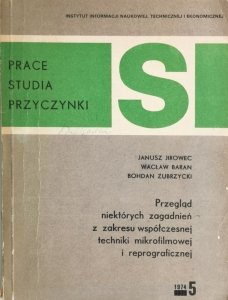 INSTYTUT INFORMACJI NAUKOWEJ, TECHNICZNEJ I EKONOMICZNEJ
PRACE
STUDIA
PRZYCZYNKI
ISI
JANUSZ JIROWEC
WACŁAW BARAN
BOHDAN ZUBRZYCKI
Przegląd
niektórych zagadnień
z zakresu współczesnej
techniki mikrofilmowej
i reprograficznej
1974 5